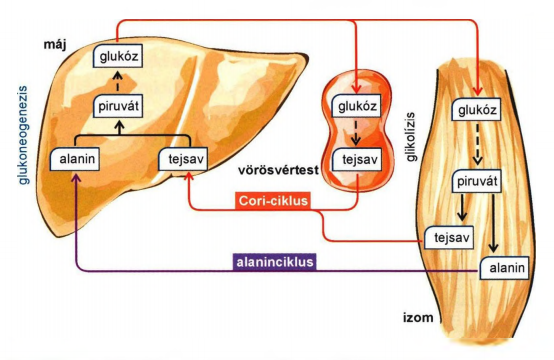 máj
glukoneogenezis
glukóz
piruvát
alanin
tejsav
vörösvértest
glukóz
tejsav
Cori-ciklus
alaninciklus
glikolízis
glukóz
piruvát
tejsav
alanin
izom